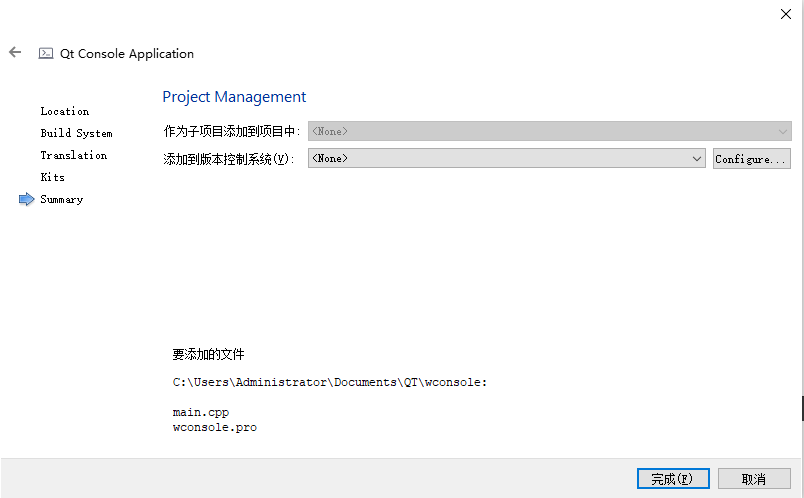 Qt Console Application
Location
Build System
Translation
Kits
Summary
Project Management
作为子项目添加到项目中: <None>
添加到版本控制系统(V): <None> Configure...
要添加的文件
C:\Users\Administrator\Documents\QT\wconsole:
main.cpp
wconsole.pro
完成(F) 取消